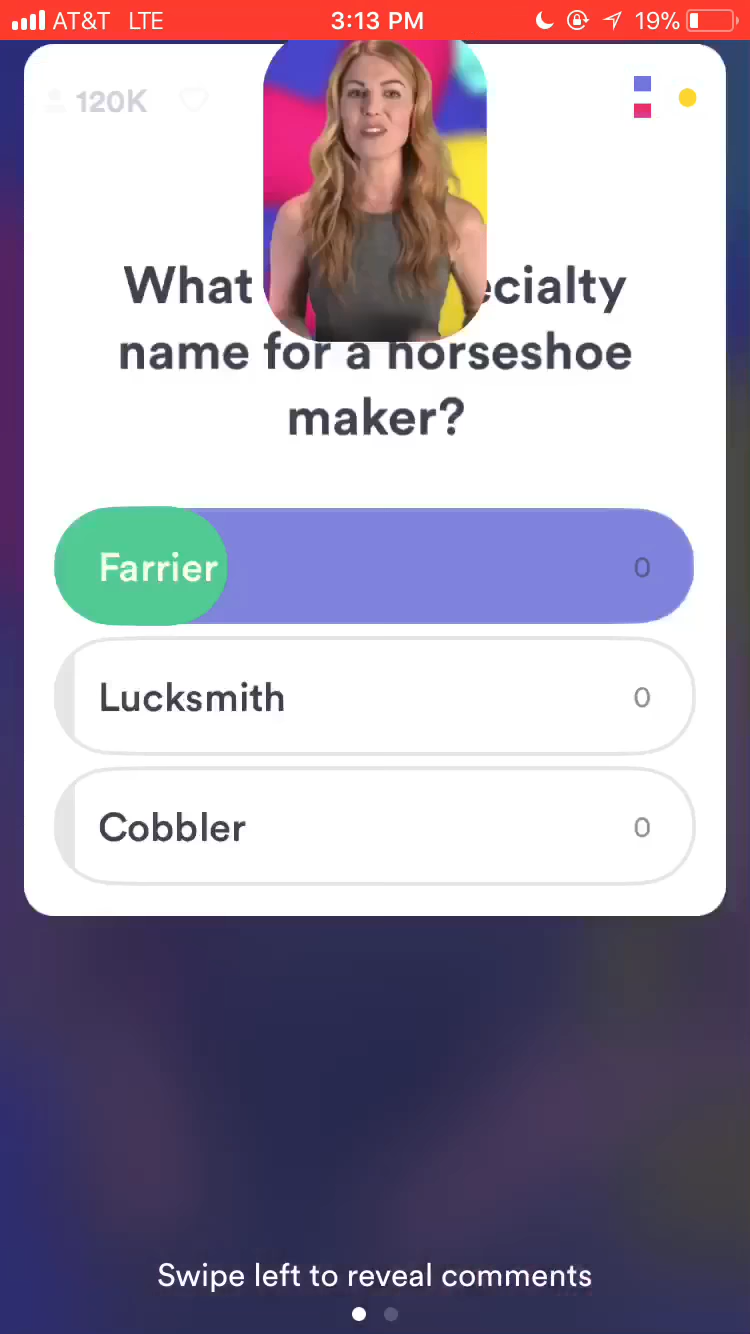 AT&T LTE 3:13 PM 19%
120K
What
name for a horseshoe
maker?
Farrier 0
Lucksmith 0
Cobbler 0
Swipe left to reveal comments